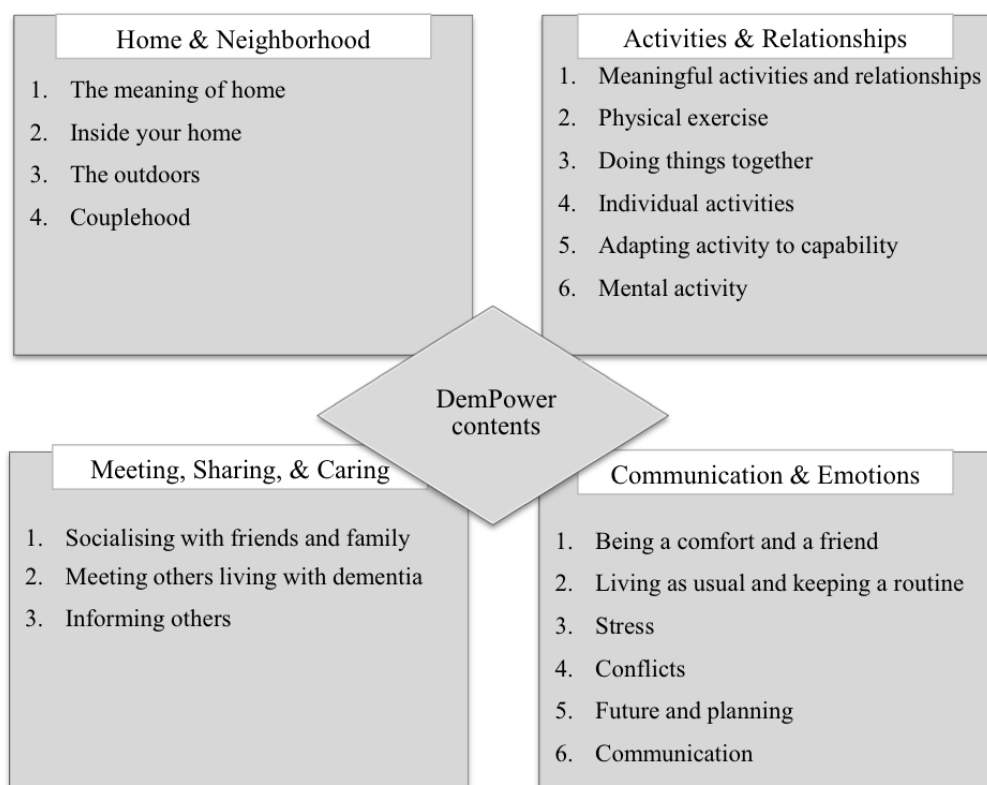 Home & Neighborhood
1. The meaning of home
2. Inside your home
3. The outdoors
4. Couplehood
Activities & Relationships
1. Meaningful activities and relationships
2. Physical exercise
3. Doing things together
4. Individual activities
5. Adapting activity to capability
6. Mental activity
DemPower
contents
Meeting, Sharing, & Caring
1. Socialising with friends and family
2. Meeting others living with dementia
3. Informing others
Communication & Emotions
1. Being a comfort and a friend
2. Living as usual and keeping a routine
3. Stress
4. Conflicts
5. Future and planning
6. Communication